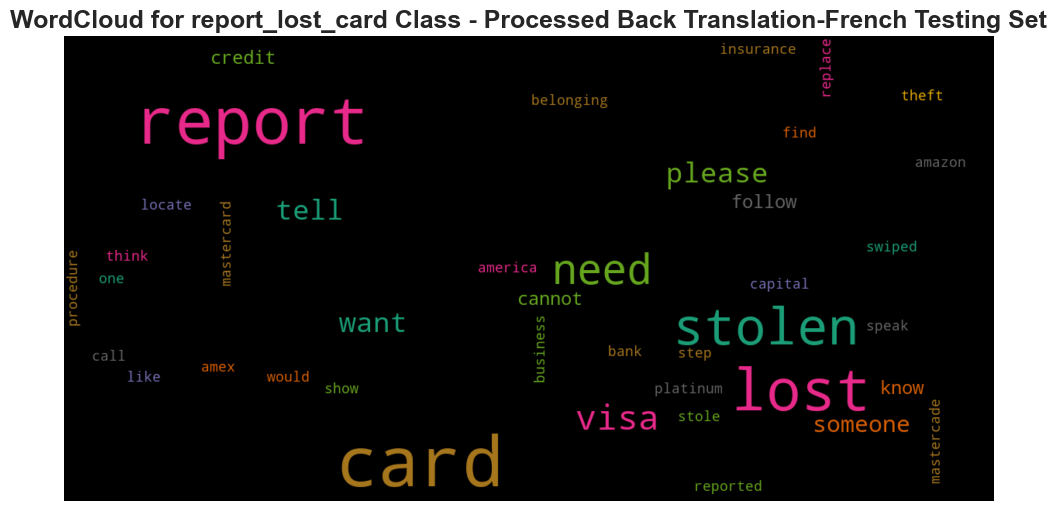 WordCloud for report_lost_card Class - Processed Back Translation-French Testing Set
credit
insurance
replace
report
belonging
theft
find
amazon
please
locate
mastercard
tell
follow
think
swiped
procedure
one
america
need
capital
cannot
want
stolen
speak
business
call
bank
step
like
amex
would
show
platinum
lost
know
visa
stole
someone
mastercade
card
reported